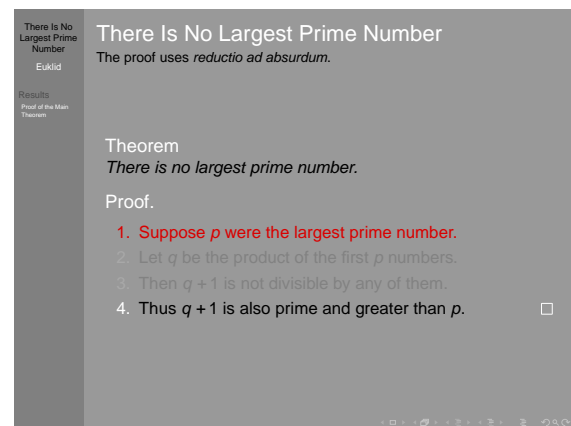 There Is No
Largest Prime
Number
Euklid
Results
Proof of the Main
Theorem
There Is No Largest Prime Number
The proof uses reductio ad absurdum.
Theorem
There is no largest prime number.
Proof.
1. Suppose p were the largest prime number.
2. Let q be the product of the first p numbers.
3. Then q + 1 is not divisible by any of them.
4. Thus q + 1 is also prime and greater than p. □